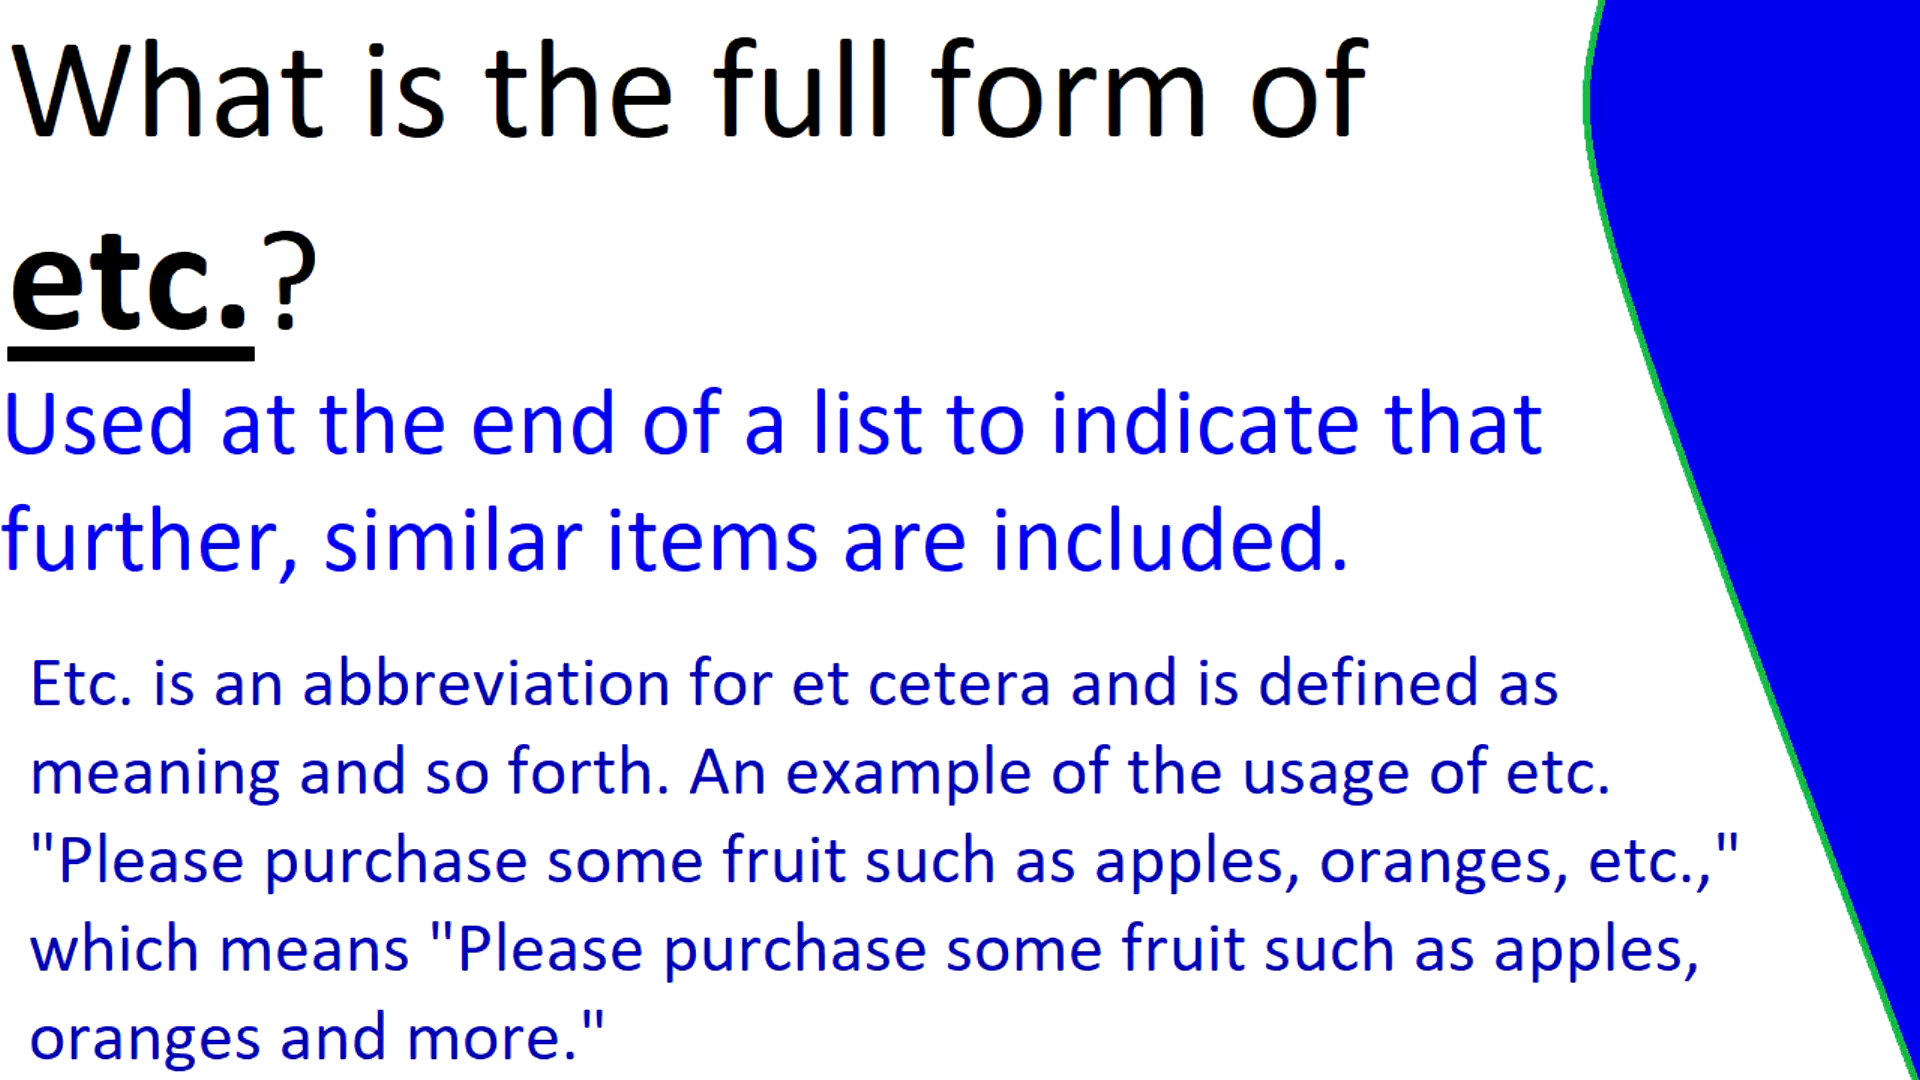 What is the full form of
etc.?
Used at the end of a list to indicate that
further, similar items are included.
Etc. is an abbreviation for et cetera and is defined as
meaning and so forth. An example of the usage of etc.
"Please purchase some fruit such as apples, oranges, etc.,"
which means "Please purchase some fruit such as apples,
oranges and more."